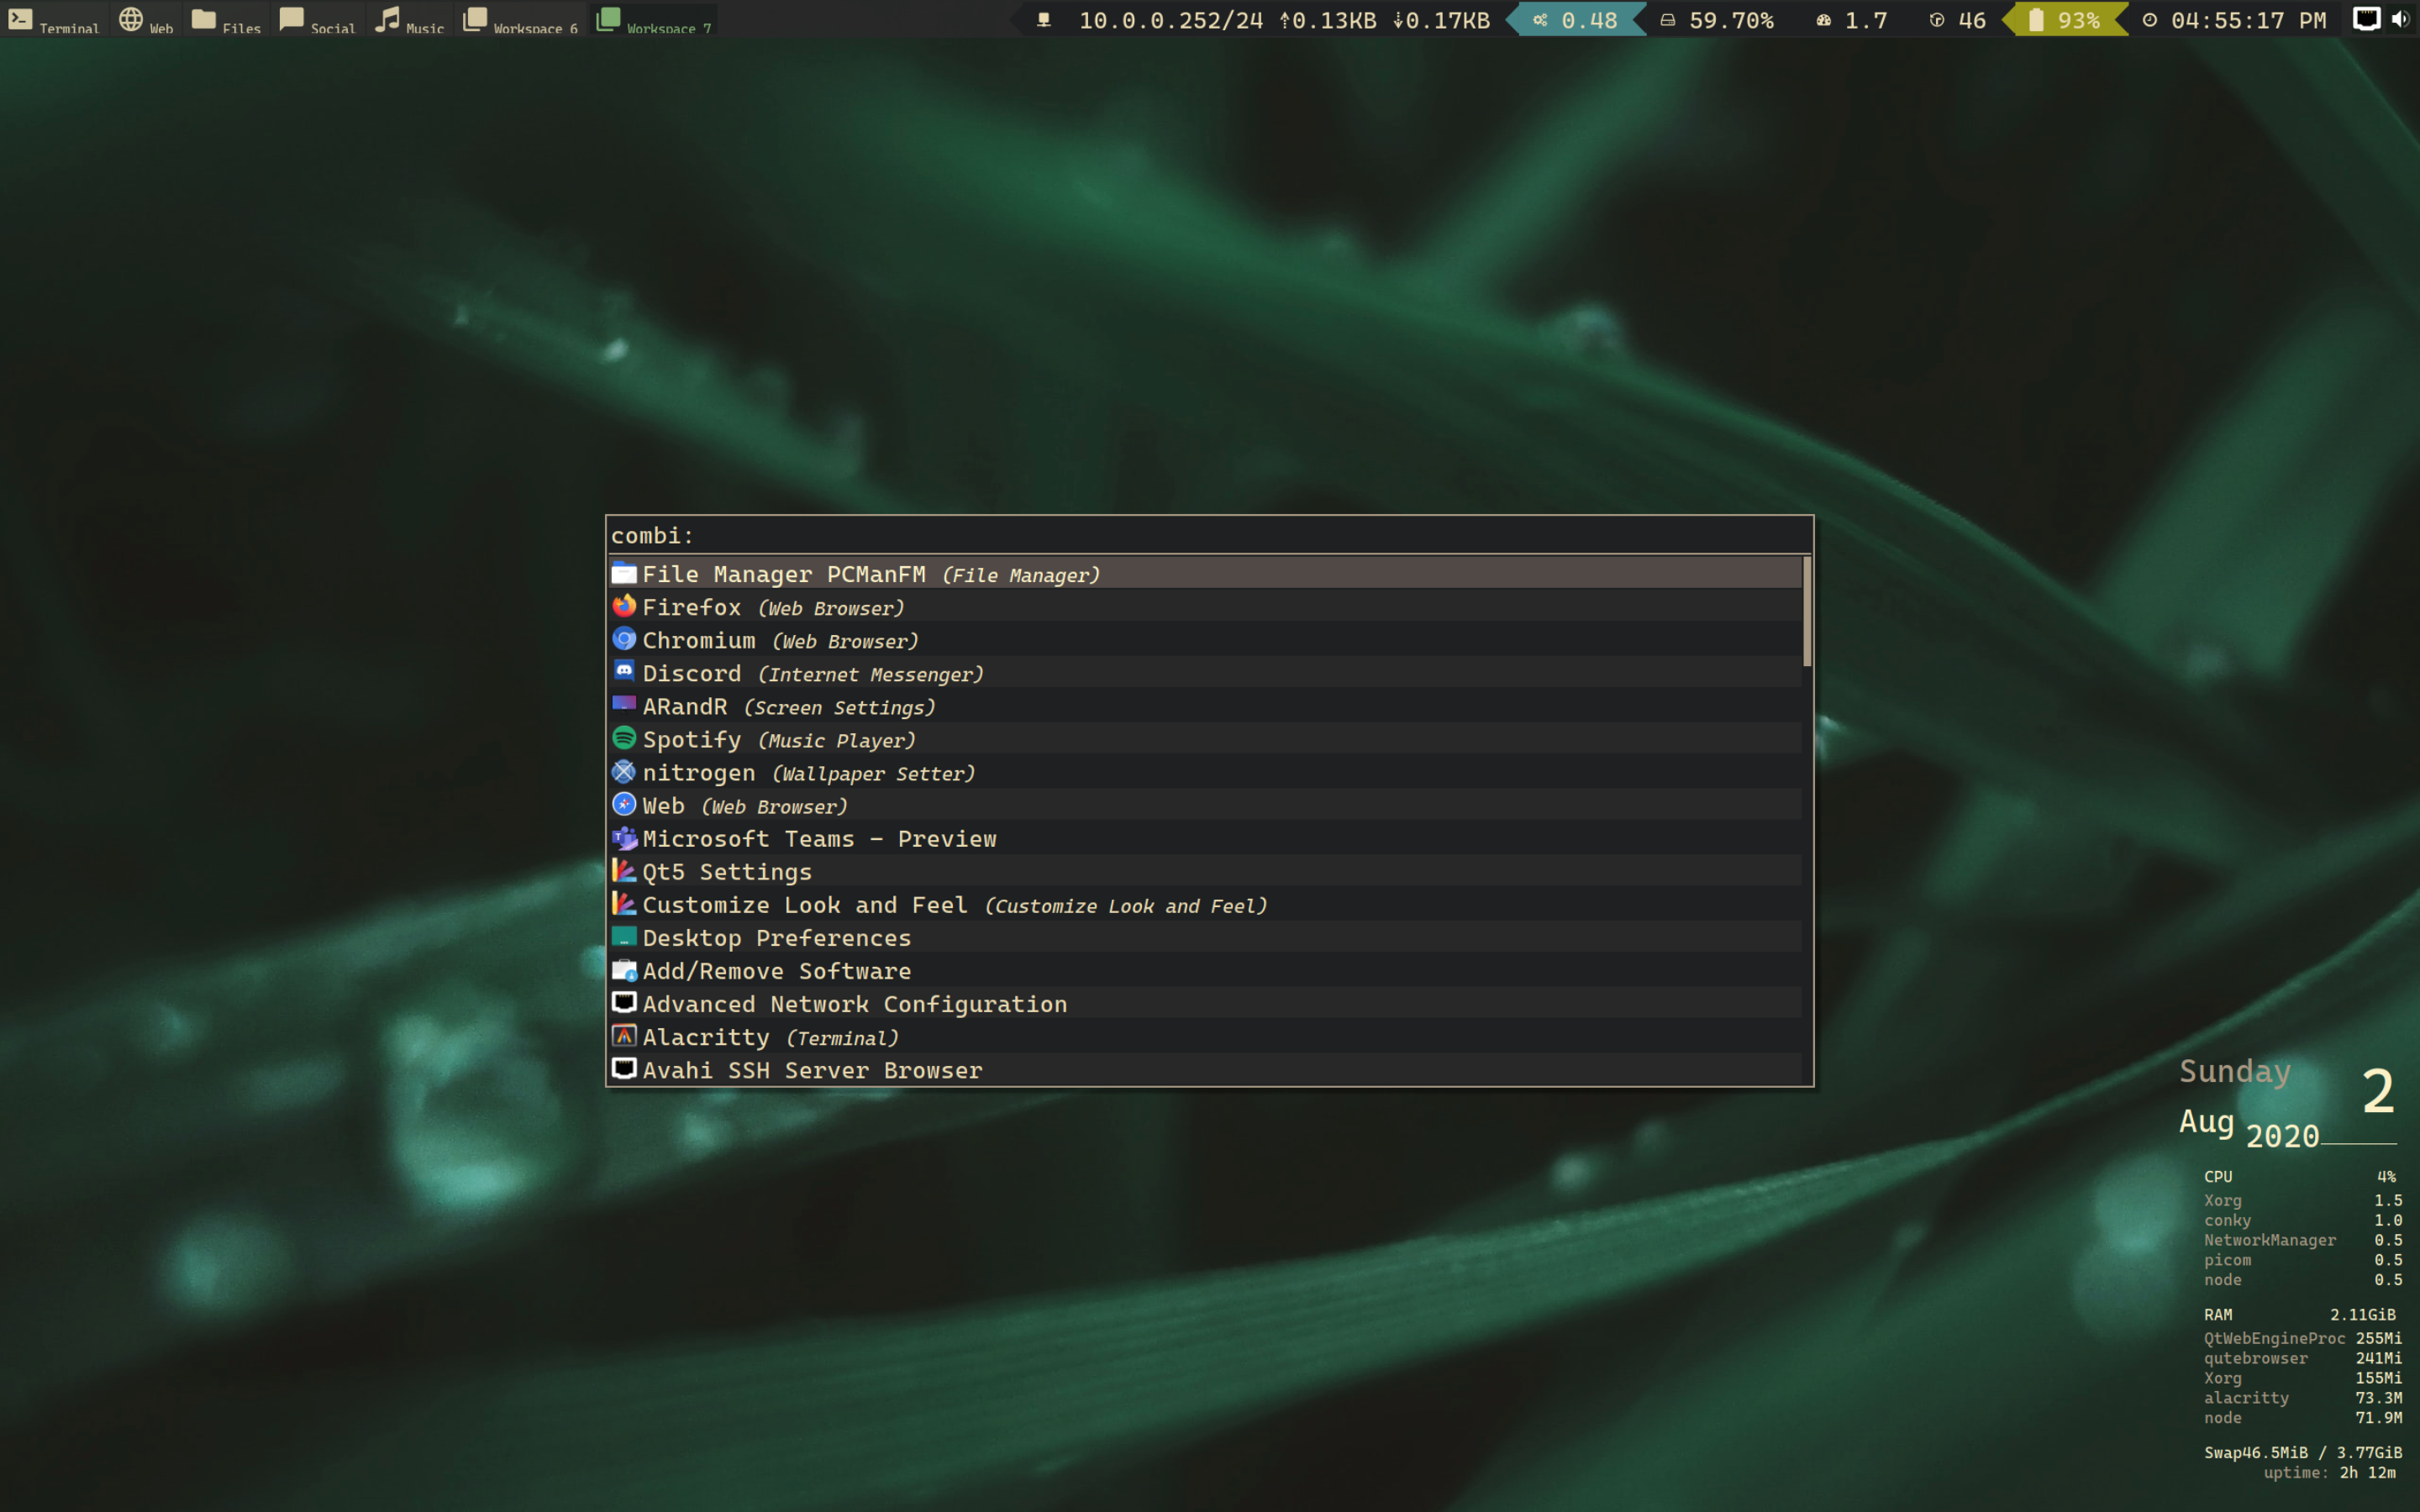 Terminal Web Files Social Music Workspace 6 Workspace 7 10.0.0.252/24 ⇡0.13KB ⇣0.17KB 0.48 59.70% 1.7 46 93% 04:55:17 PM
combi:
File Manager PCManFM (File Manager)
Firefox (Web Browser)
Chromium (Web Browser)
Discord (Internet Messenger)
ARandR (Screen Settings)
Spotify (Music Player)
nitrogen (Wallpaper Setter)
Web (Web Browser)
Microsoft Teams - Preview
Qt5 Settings
Customize Look and Feel (Customize Look and Feel)
Desktop Preferences
Add/Remove Software
Advanced Network Configuration
Alacritty (Terminal)
Avahi SSH Server Browser
Sunday 2
Aug 2020
CPU 4%
Xorg 1.5
conky 1.0
NetworkManager 0.5
picom 0.5
node 0.5
RAM 2.11GiB
QtWebEngineProc 255Mi
qutebrowser 241Mi
Xorg 155Mi
alacritty 73.3M
node 71.9M
Swap46.5MiB / 3.77GiB
uptime: 2h 12m